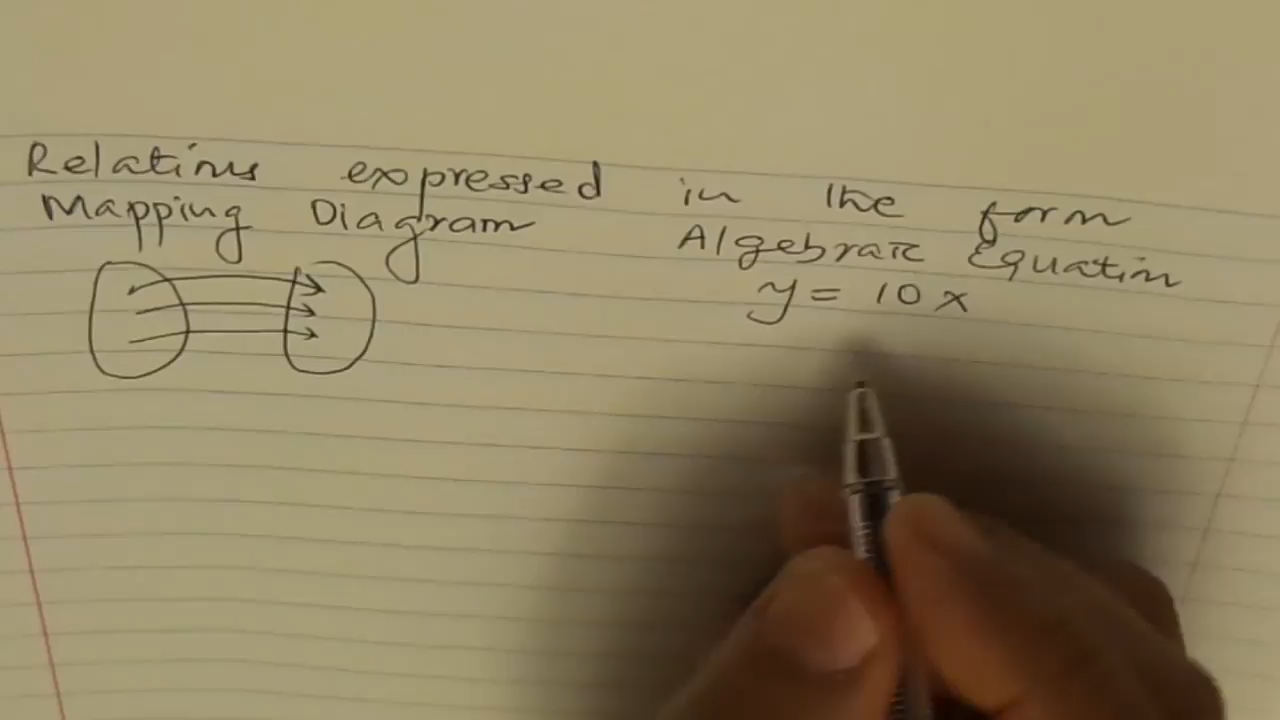 Relations expressed in the form
Mapping Diagram Algebraic Equation
y = 10x